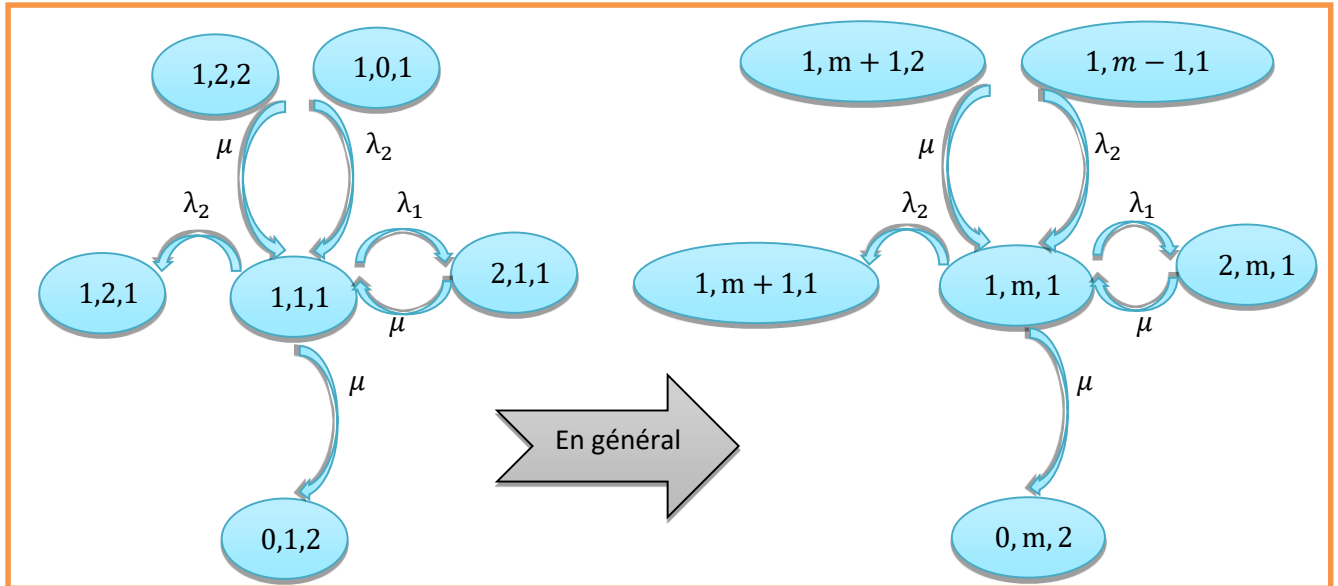 1,2,2
1,0,1
μ
λ₂
λ₂
λ₁
1,2,1
1,1,1
2,1,1
μ
μ
0,1,2
En général
1, m + 1,2
1, m − 1,1
μ
λ₂
λ₂
λ₁
1, m + 1,1
1, m, 1
2, m, 1
μ
μ
0, m, 2